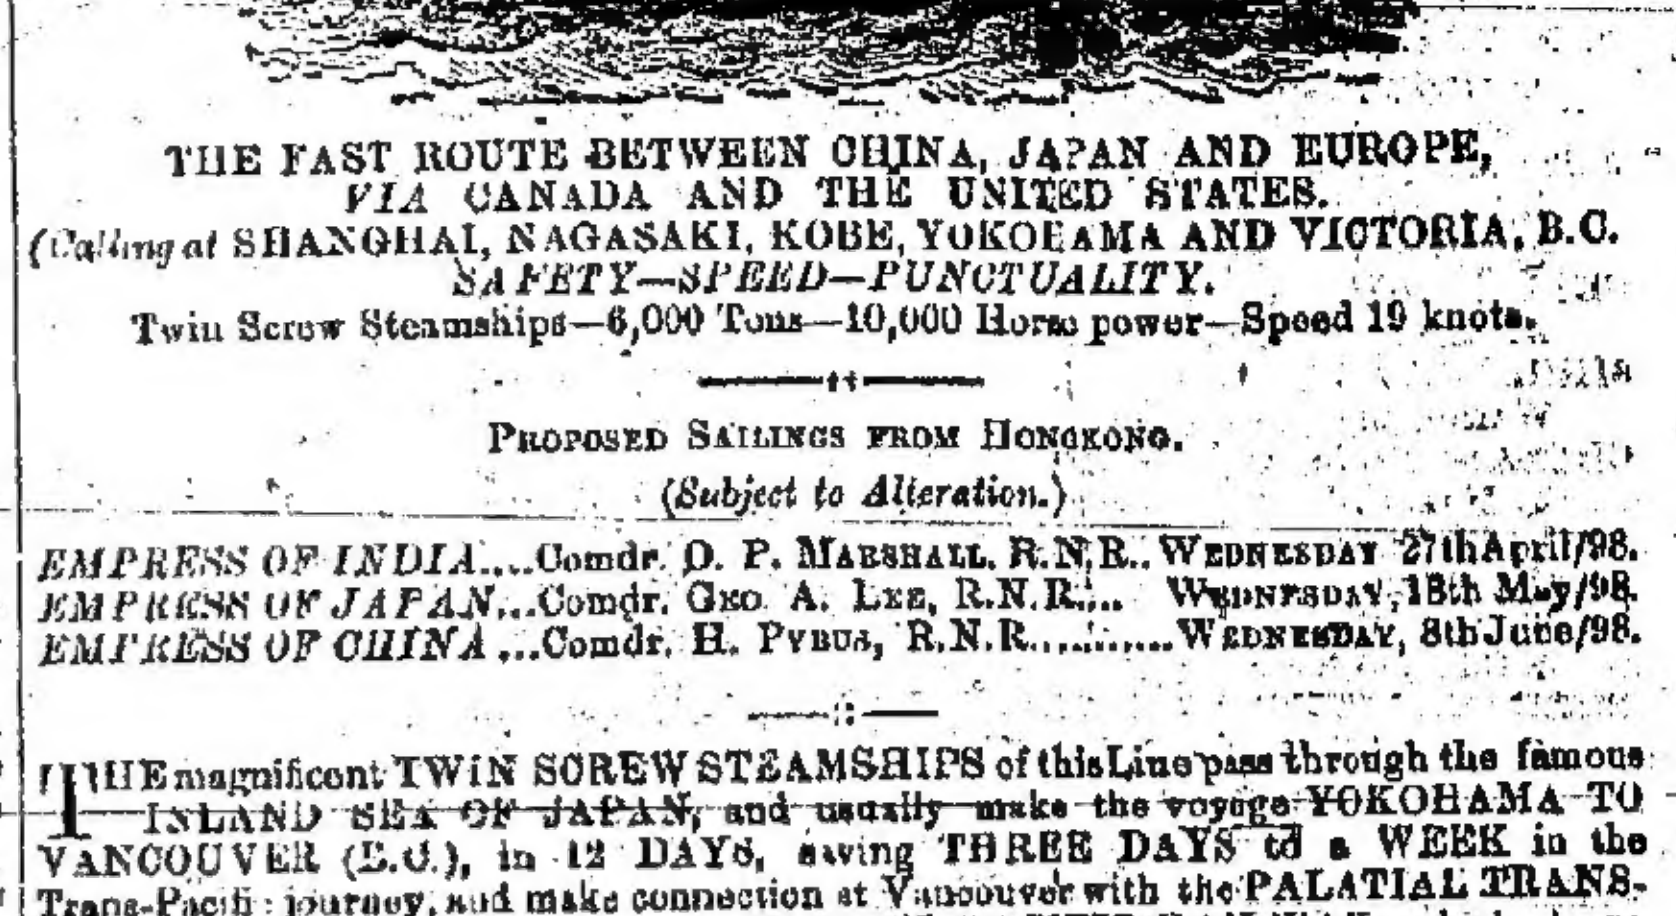 THE FAST ROUTE BETWEEN CHINA, JAPAN AND EUROPE,
VIA CANADA AND THE UNITED STATES.
(Calling at SHANGHAI, NAGASAKI, KOBE, YOKOHAMA AND VICTORIA, B.C.
SAFETY—SPEED—PUNCTUALITY.
Twin Screw Steamships—6,000 Tons—10,000 Horse power—Speed 19 knots.
PROPOSED SAILINGS FROM HONGKONG.
(Subject to Alteration.)
EMPRESS OF INDIA.....Comdr. O. P. MARSHALL, R.N.R.. WEDNESDAY 27th April/98.
EMPRESS OF JAPAN...Comdr. GEO. A. LEE, R.N.R.... WEDNESDAY, 18th May/98.
EMPRESS OF CHINA ...Comdr. H. PYBUS, R.N.R..........WEDNESDAY, 8th June/98.
THE magnificent TWIN SCREW STEAMSHIPS of this Line pass through the famous
INLAND SEA OF JAPAN, and usually make the voyage YOKOHAMA TO
VANCOUVER (B.C.), in 12 DAYS, saving THREE DAYS to a WEEK in the
Trans-Pacific journey, and make connection at Vancouver with the PALATIAL TRANS-